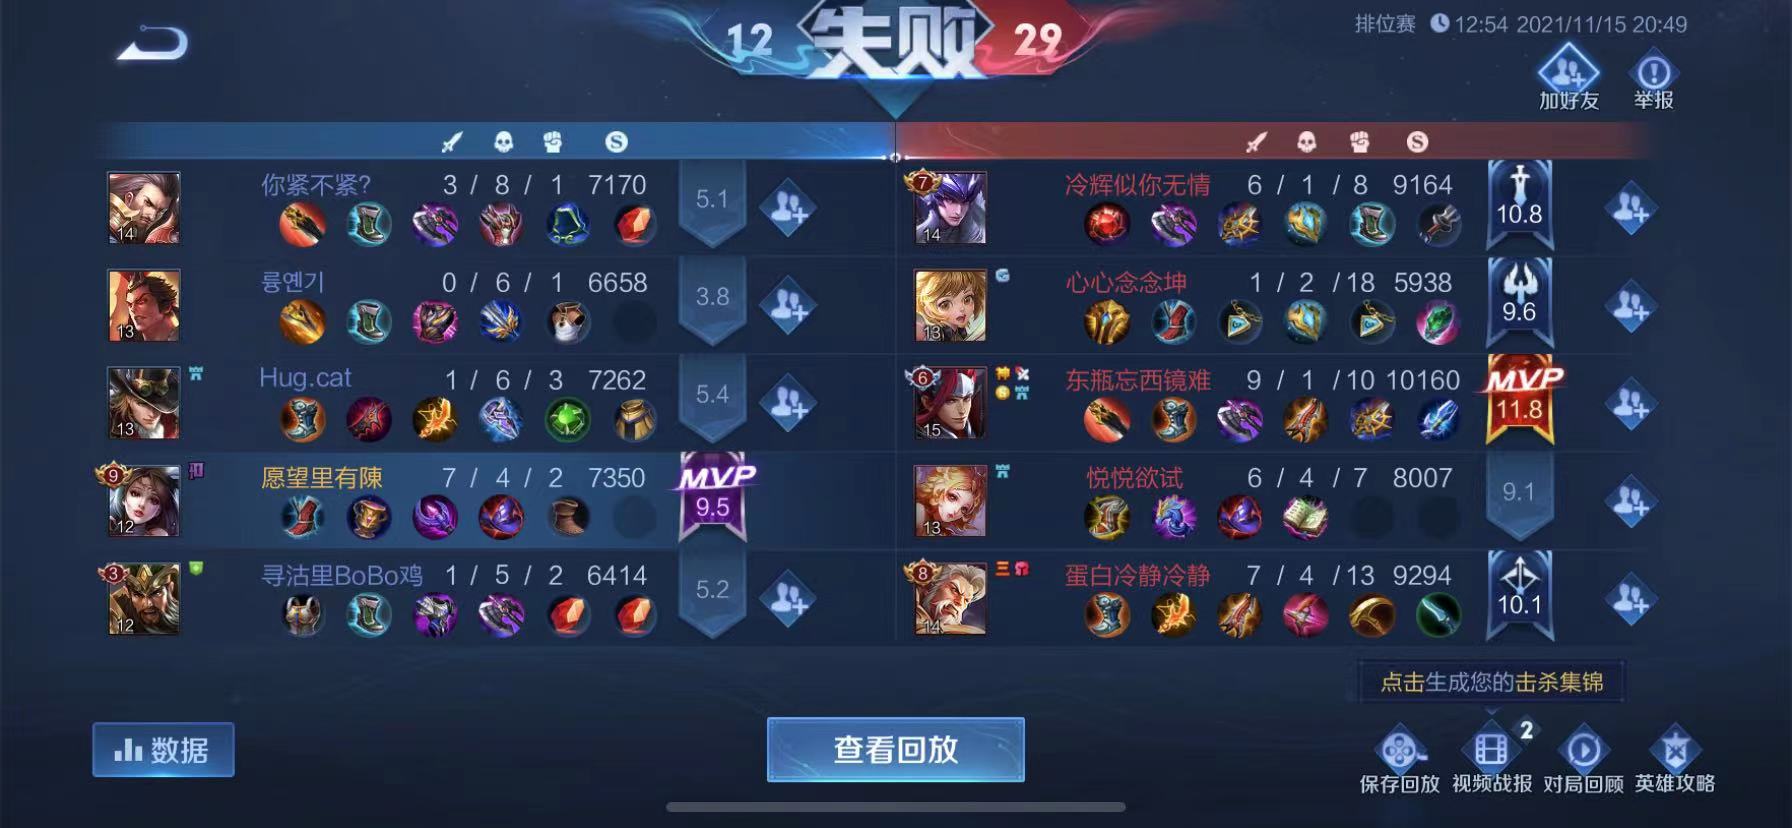 12 失败 29
排位赛 12:54 2021/11/15 20:49
加好友 举报
14 你紧不紧? 3 / 8 / 1 7170 5.1
7 14 冷辉似你无情 6 / 1 / 8 9164 10.8
13 룡옌기 0 / 6 / 1 6658 3.8
13 心心念念坤 1 / 2 / 18 5938 9.6
13 Hug.cat 1 / 6 / 3 7262 5.4
6 15 东瓶忘西镜难 9 / 1 / 10 10160 MVP 11.8
9 12 愿望里有陳 7 / 4 / 2 7350 MVP 9.5
13 悦悦欲试 6 / 4 / 7 8007 9.1
3 12 寻沽里BoBo鸡 1 / 5 / 2 6414 5.2
8 14 蛋白冷静冷静 7 / 4 / 13 9294 10.1
点击生成您的击杀集锦
数据
查看回放
2
保存回放 视频战报 对局回顾 英雄攻略